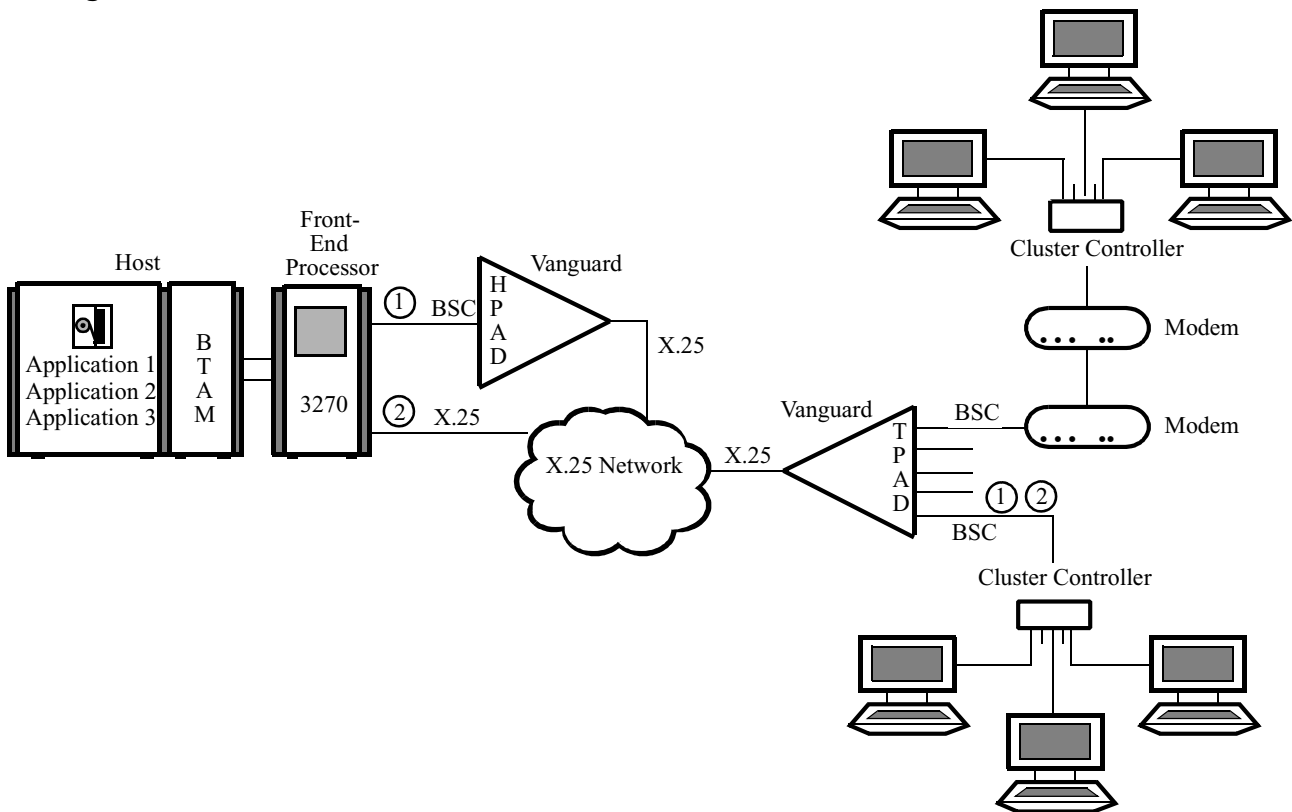 Host
Application 1
Application 2
Application 3
B
T
A
M
Front-
End
Processor
3270
1
BSC
2
X.25
Vanguard
H
P
A
D
X.25
X.25 Network
X.25
Vanguard
T
P
A
D
BSC
1 2
BSC
Cluster Controller
Modem
Modem
Cluster Controller